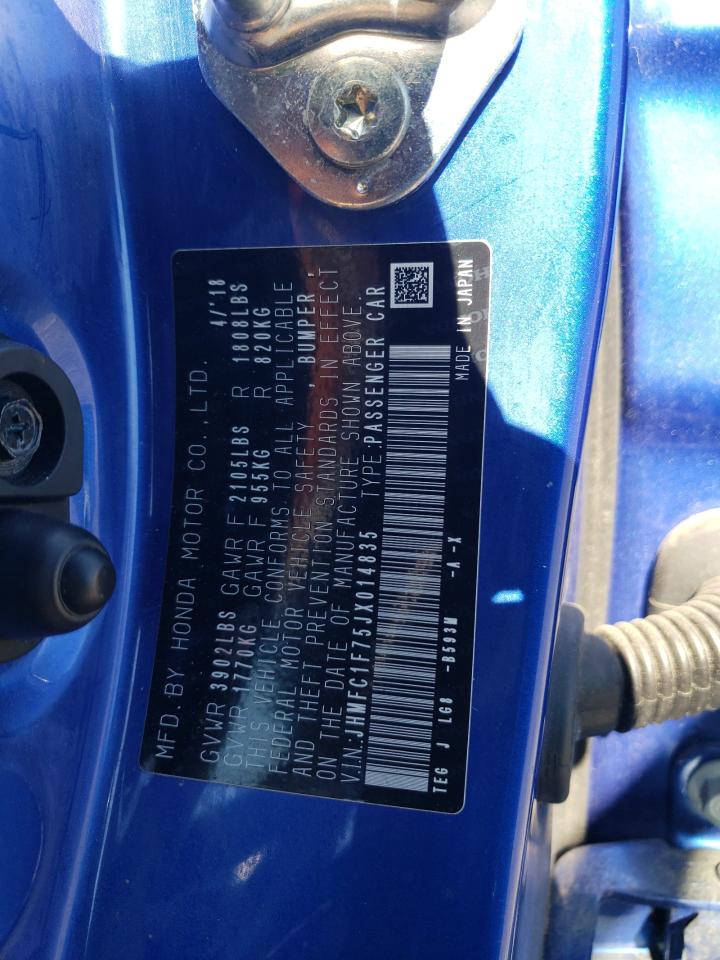 MFD.BY HONDA MOTOR CO.,LTD. 4/'18
GVWR 3902LBS GAWR F 2105LBS R 1808LBS
GVWR 1770KG GAWR F 955KG R 820KG
THIS VEHICLE CONFORMS TO ALL APPLICABLE
FEDERAL MOTOR VEHICLE SAFETY, BUMPER,
AND THEFT PREVENTION STANDARDS IN EFFECT
ON THE DATE OF MANUFACTURE SHOWN ABOVE.
V.I.N:JHMFC1F75JX014835 TYPE:PASSENGER CAR
TEG J LG8 -B593M -A -X MADE IN JAPAN